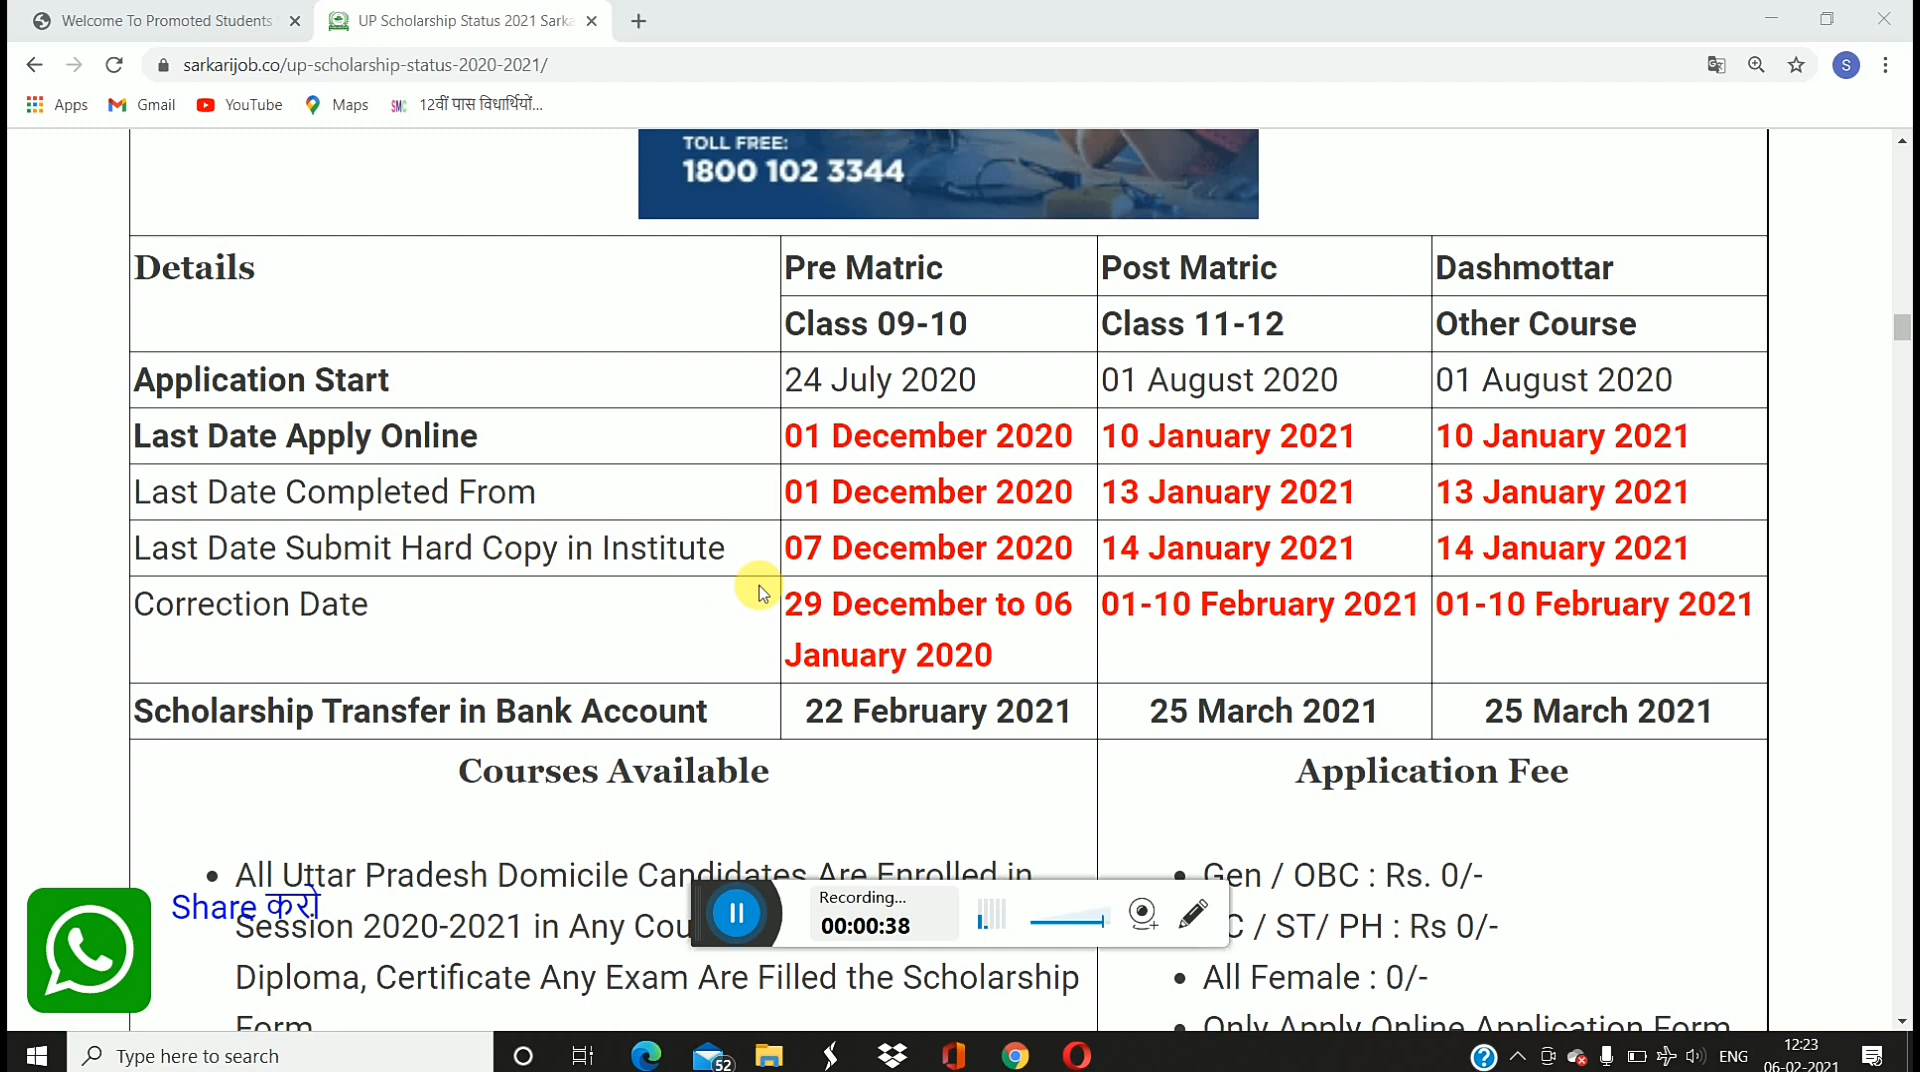 Welcome To Promoted Students
UP Scholarship Status 2021 Sarka
sarkarijob.co/up-scholarship-status-2020-2021/
S
Apps Gmail YouTube Maps SMC 12वीं पास विधार्थियों...
TOLL FREE:
1800 102 3344
Details Pre Matric Post Matric Dashmottar
Class 09-10 Class 11-12 Other Course
Application Start 24 July 2020 01 August 2020 01 August 2020
Last Date Apply Online 01 December 2020 10 January 2021 10 January 2021
Last Date Completed From 01 December 2020 13 January 2021 13 January 2021
Last Date Submit Hard Copy in Institute 07 December 2020 14 January 2021 14 January 2021
Correction Date 29 December to 06 01-10 February 2021 01-10 February 2021
January 2020
Scholarship Transfer in Bank Account 22 February 2021 25 March 2021 25 March 2021
Courses Available Application Fee
All Uttar Pradesh Domicile Candidates Are Enrolled in
Session 2020-2021 in Any Cou
Diploma, Certificate Any Exam Are Filled the Scholarship
Form
Gen / OBC : Rs. 0/-
C / ST/ PH : Rs 0/-
All Female : 0/-
Only Apply Online Application Form
Share करो
Recording...
00:00:38
Type here to search
52
ENG
12:23
06-02-2021